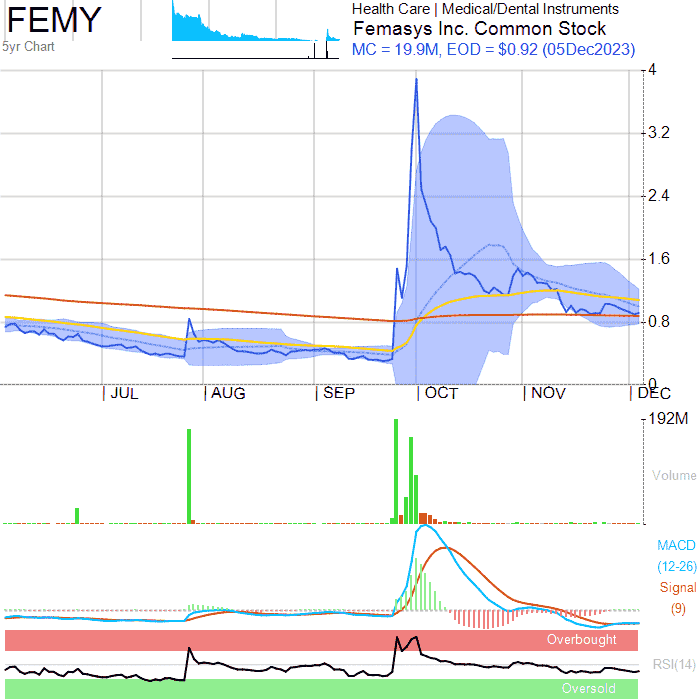 FEMY
5yr Chart
Health Care | Medical/Dental Instruments
Femasys Inc. Common Stock
MC = 19.9M, EOD = $0.92 (05Dec2023)
4
3.2
2.4
1.6
0.8
0
JUL AUG SEP OCT NOV DEC
192M
Volume
MACD
(12-26)
Signal
(9)
Overbought
RSI(14)
Oversold